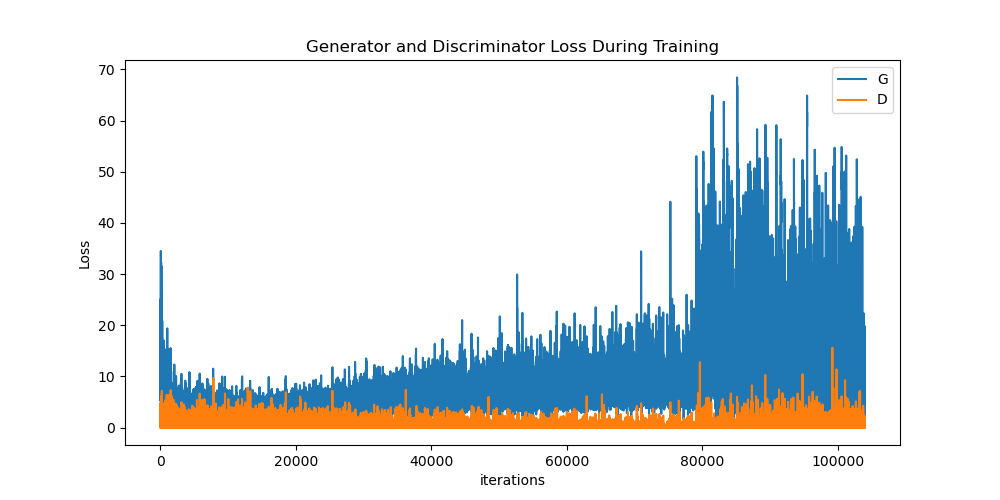 Generator and Discriminator Loss During Training
G
D
70
60
50
40
30
20
10
0
Loss
0 20000 40000 60000 80000 100000
iterations